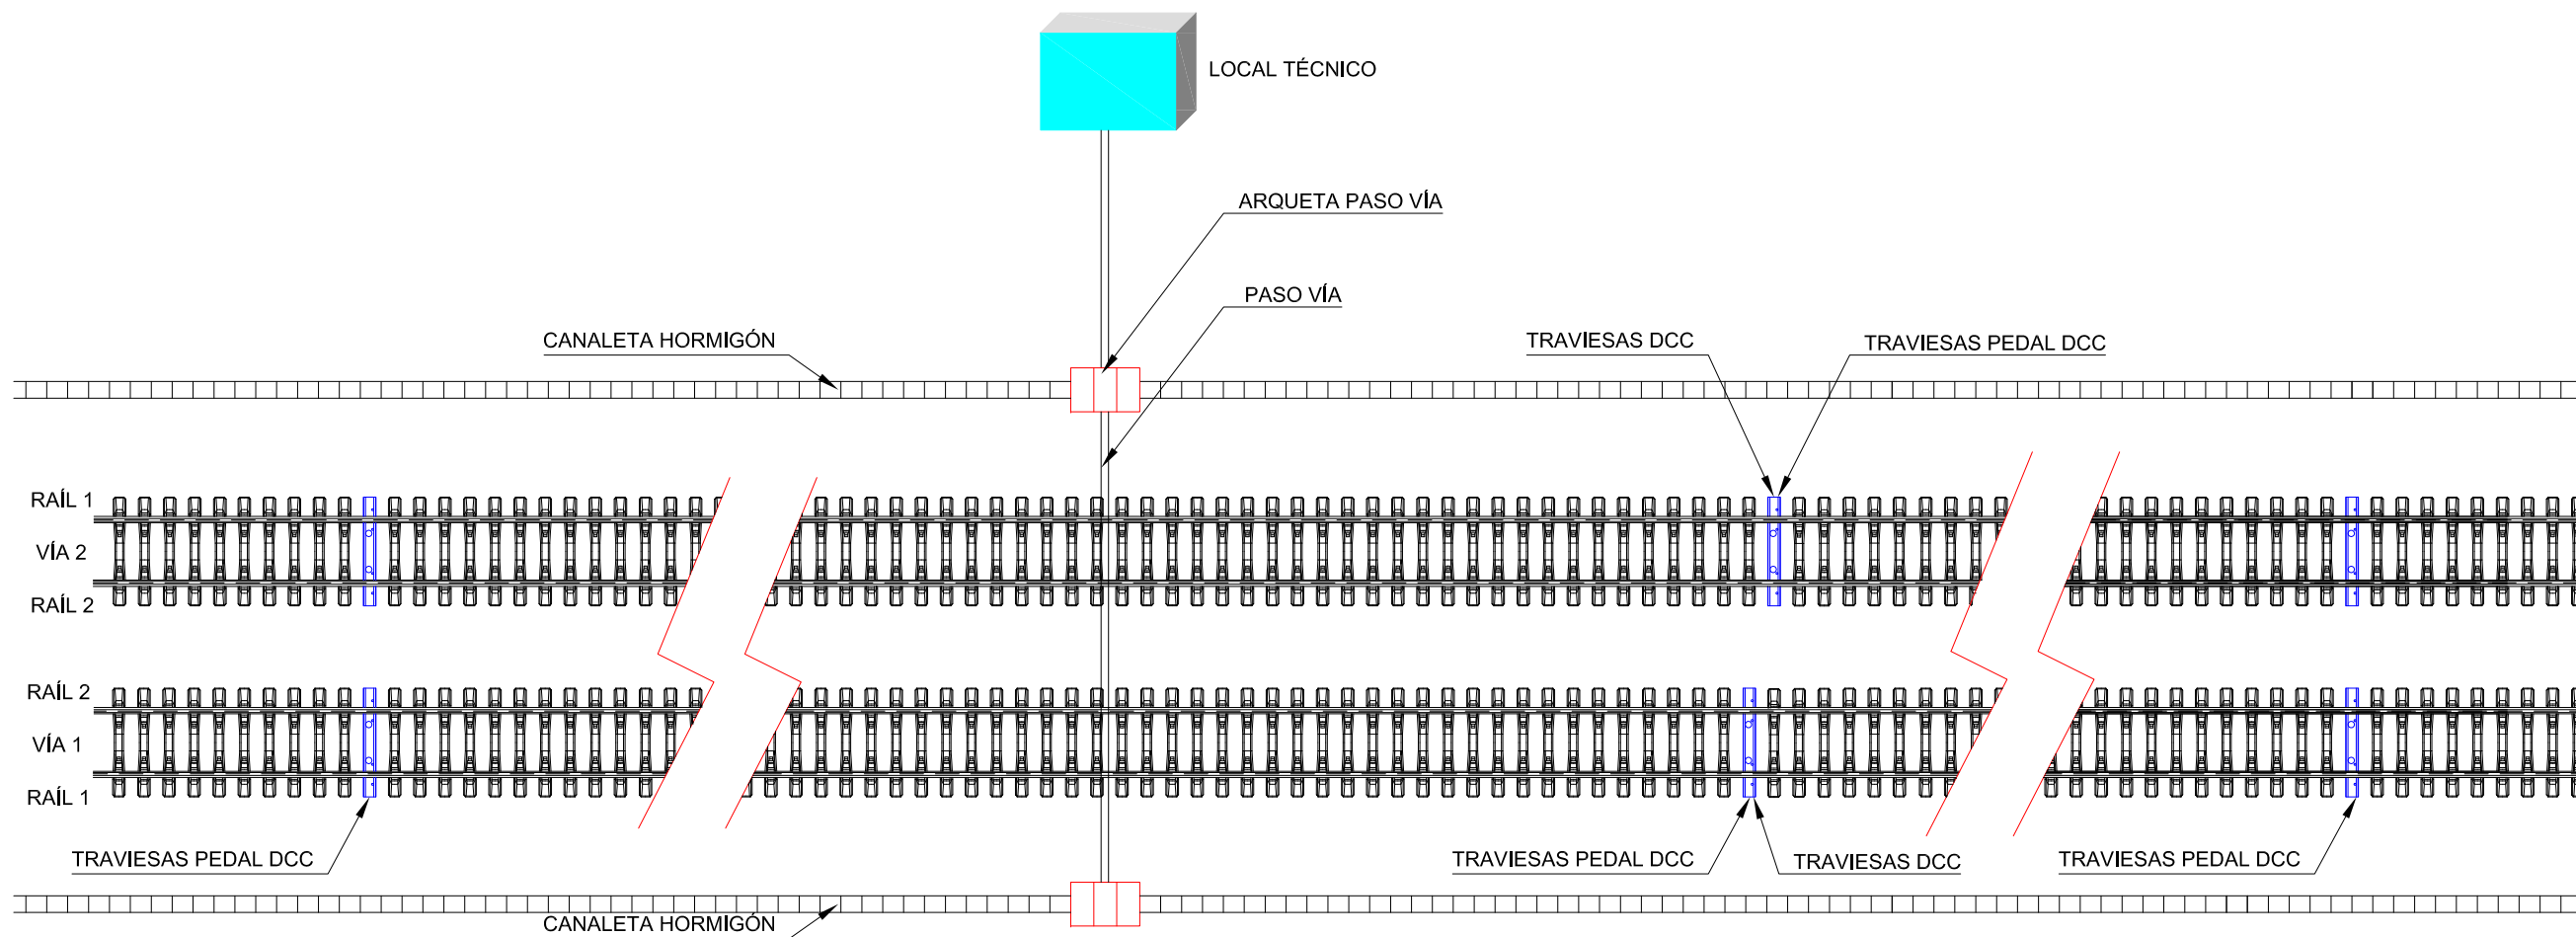 LOCAL TÉCNICO
ARQUETA PASO VÍA
PASO VÍA
CANALETA HORMIGÓN
TRAVIESAS DCC
TRAVIESAS PEDAL DCC
RAÍL 1
VÍA 2
RAÍL 2
RAÍL 2
VÍA 1
RAÍL 1
TRAVIESAS PEDAL DCC
TRAVIESAS PEDAL DCC
TRAVIESAS DCC
TRAVIESAS PEDAL DCC
CANALETA HORMIGÓN